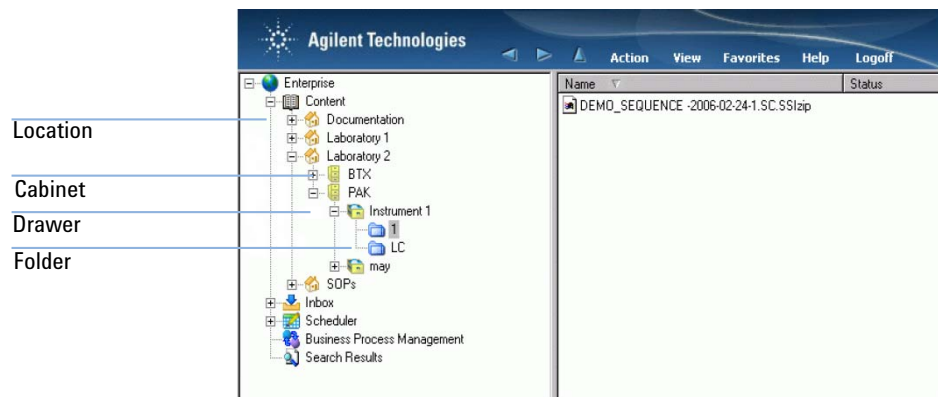 Agilent Technologies
Action View Favorites Help Logoff
Location
Cabinet
Drawer
Folder
Enterprise
Content
Documentation
Laboratory 1
Laboratory 2
BTX
PAK
Instrument 1
1
LC
may
SOPs
Inbox
Scheduler
Business Process Management
Search Results
Name Status
DEMO_SEQUENCE -2006-02-24-1.SC.SSIzip